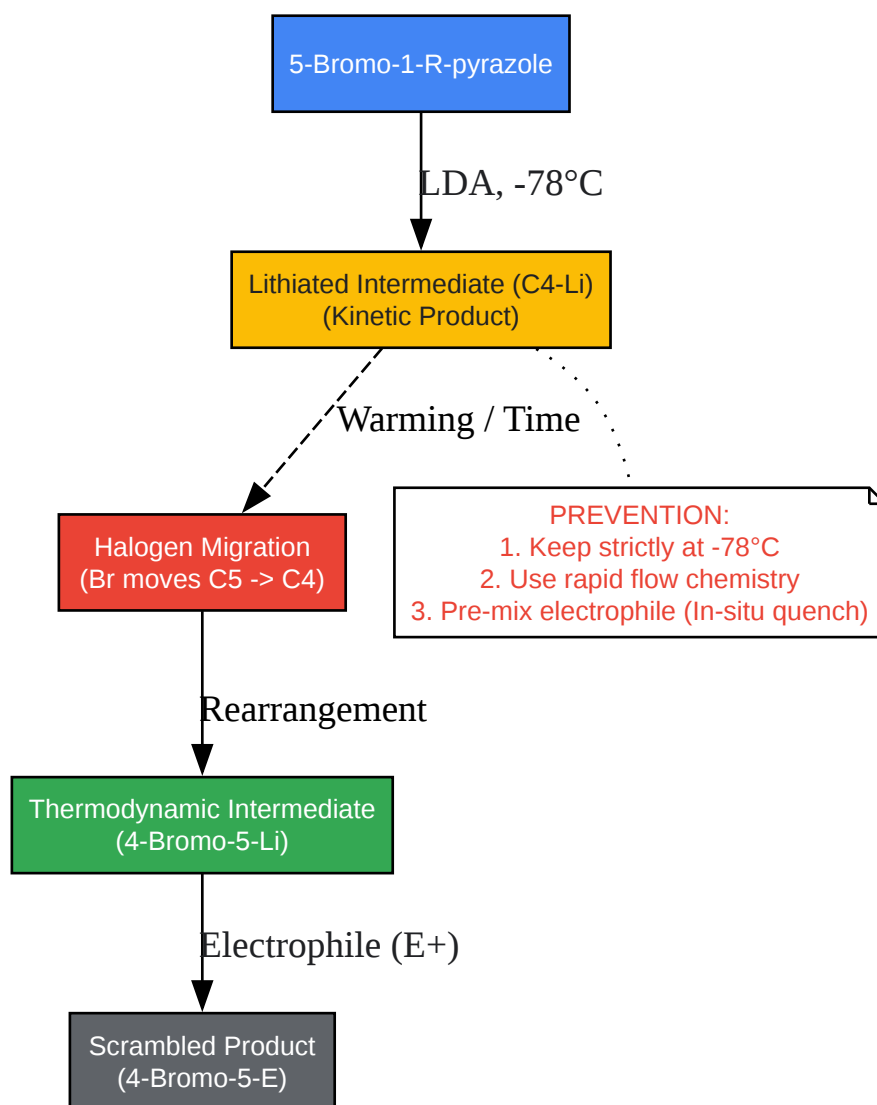 5-Bromo-1-R-pyrazole
LDA, -78°C
Lithiated Intermediate (C4-Li)
(Kinetic Product)
Warming / Time
Halogen Migration
(Br moves C5 -> C4)
PREVENTION:
1. Keep strictly at -78°C
2. Use rapid flow chemistry
3. Pre-mix electrophile (In-situ quench)
Rearrangement
Thermodynamic Intermediate
(4-Bromo-5-Li)
Electrophile (E+)
Scrambled Product
(4-Bromo-5-E)